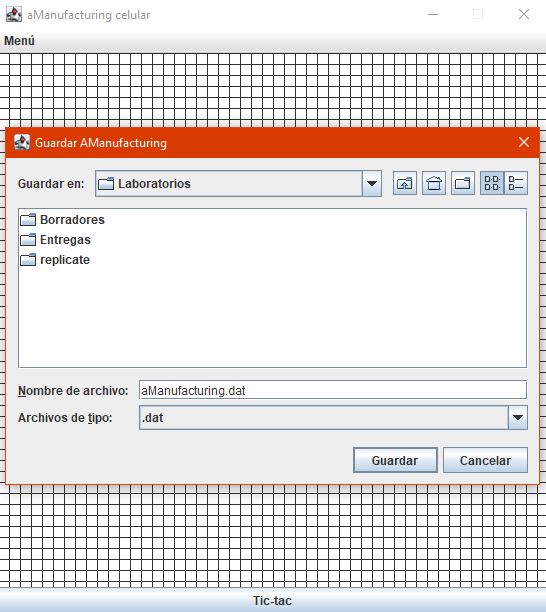 aManufacturing celular
Menú
Guardar AManufacturing
Guardar en: Laboratorios
Borradores
Entregas
replicate
Nombre de archivo: aManufacturing.dat
Archivos de tipo: .dat
Guardar Cancelar
Tic-tac